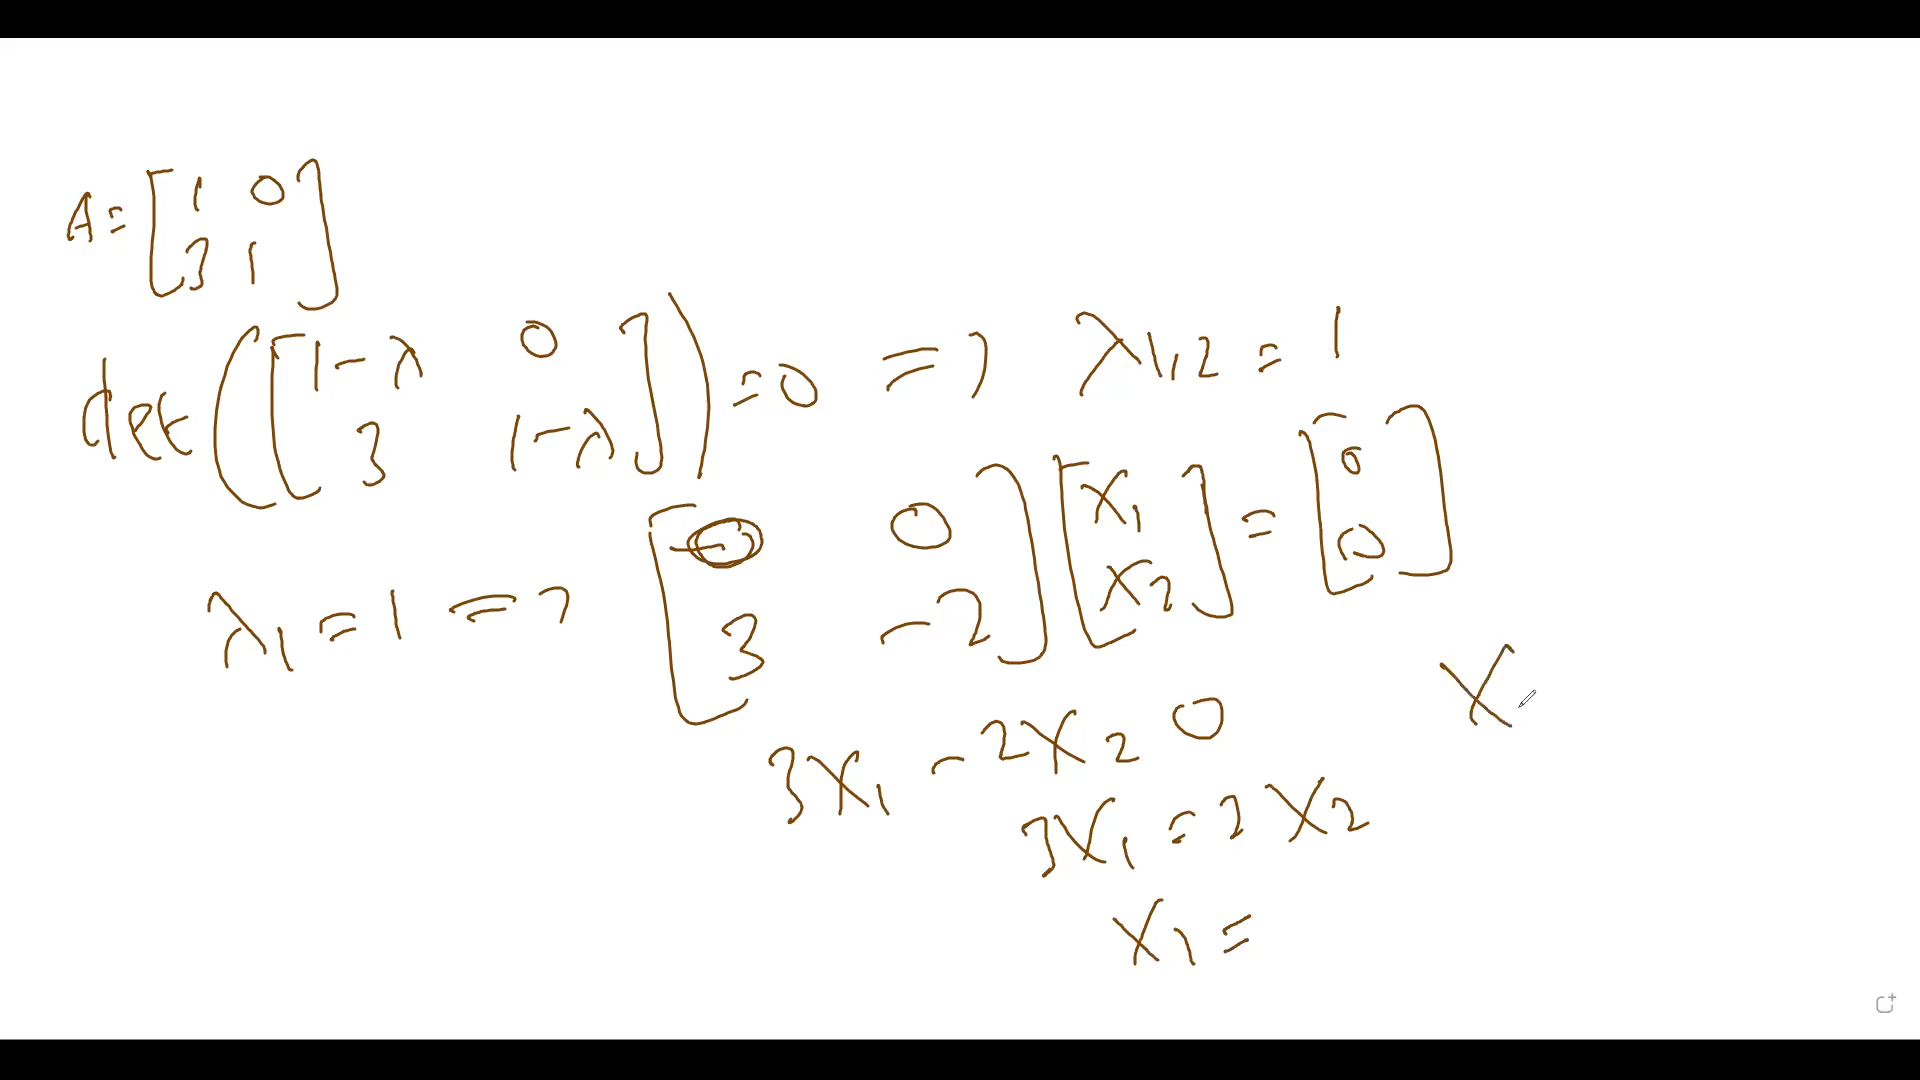 A = [ 1 0
3 1 ]
det ( [ 1-λ 0
3 1-λ ] ) = 0 => λ1,2 = 1
λ1 = 1 => [ 0 0
3 -2 ] [ x1
x2 ] = [ 0
0 ]
3x1 - 2x2 0
3x1 = 2x2
x1 =
x